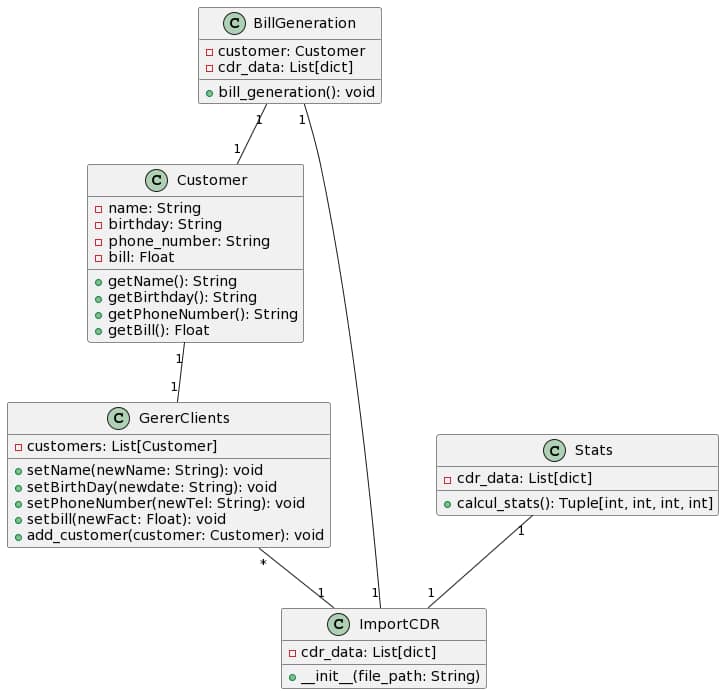 C BillGeneration
customer: Customer
cdr_data: List[dict]
bill_generation(): void
1
1
1
C Customer
name: String
birthday: String
phone_number: String
bill: Float
getName(): String
getBirthday(): String
getPhoneNumber(): String
getBill(): Float
1
1
C GererClients
customers: List[Customer]
setName(newName: String): void
setBirthDay(newdate: String): void
setPhoneNumber(newTel: String): void
setbill(newFact: Float): void
add_customer(customer: Customer): void
C Stats
cdr_data: List[dict]
calcul_stats(): Tuple[int, int, int, int]
*
1
1
1
1
C ImportCDR
cdr_data: List[dict]
__init__(file_path: String)